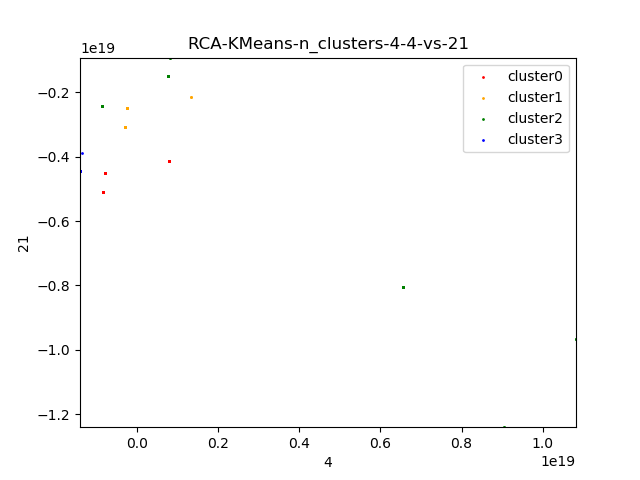 RCA-KMeans-n_clusters-4-4-vs-21
1e19
cluster0
cluster1
cluster2
cluster3
−0.2
−0.4
−0.6
−0.8
−1.0
−1.2
21
0.0 0.2 0.4 0.6 0.8 1.0
4
1e19